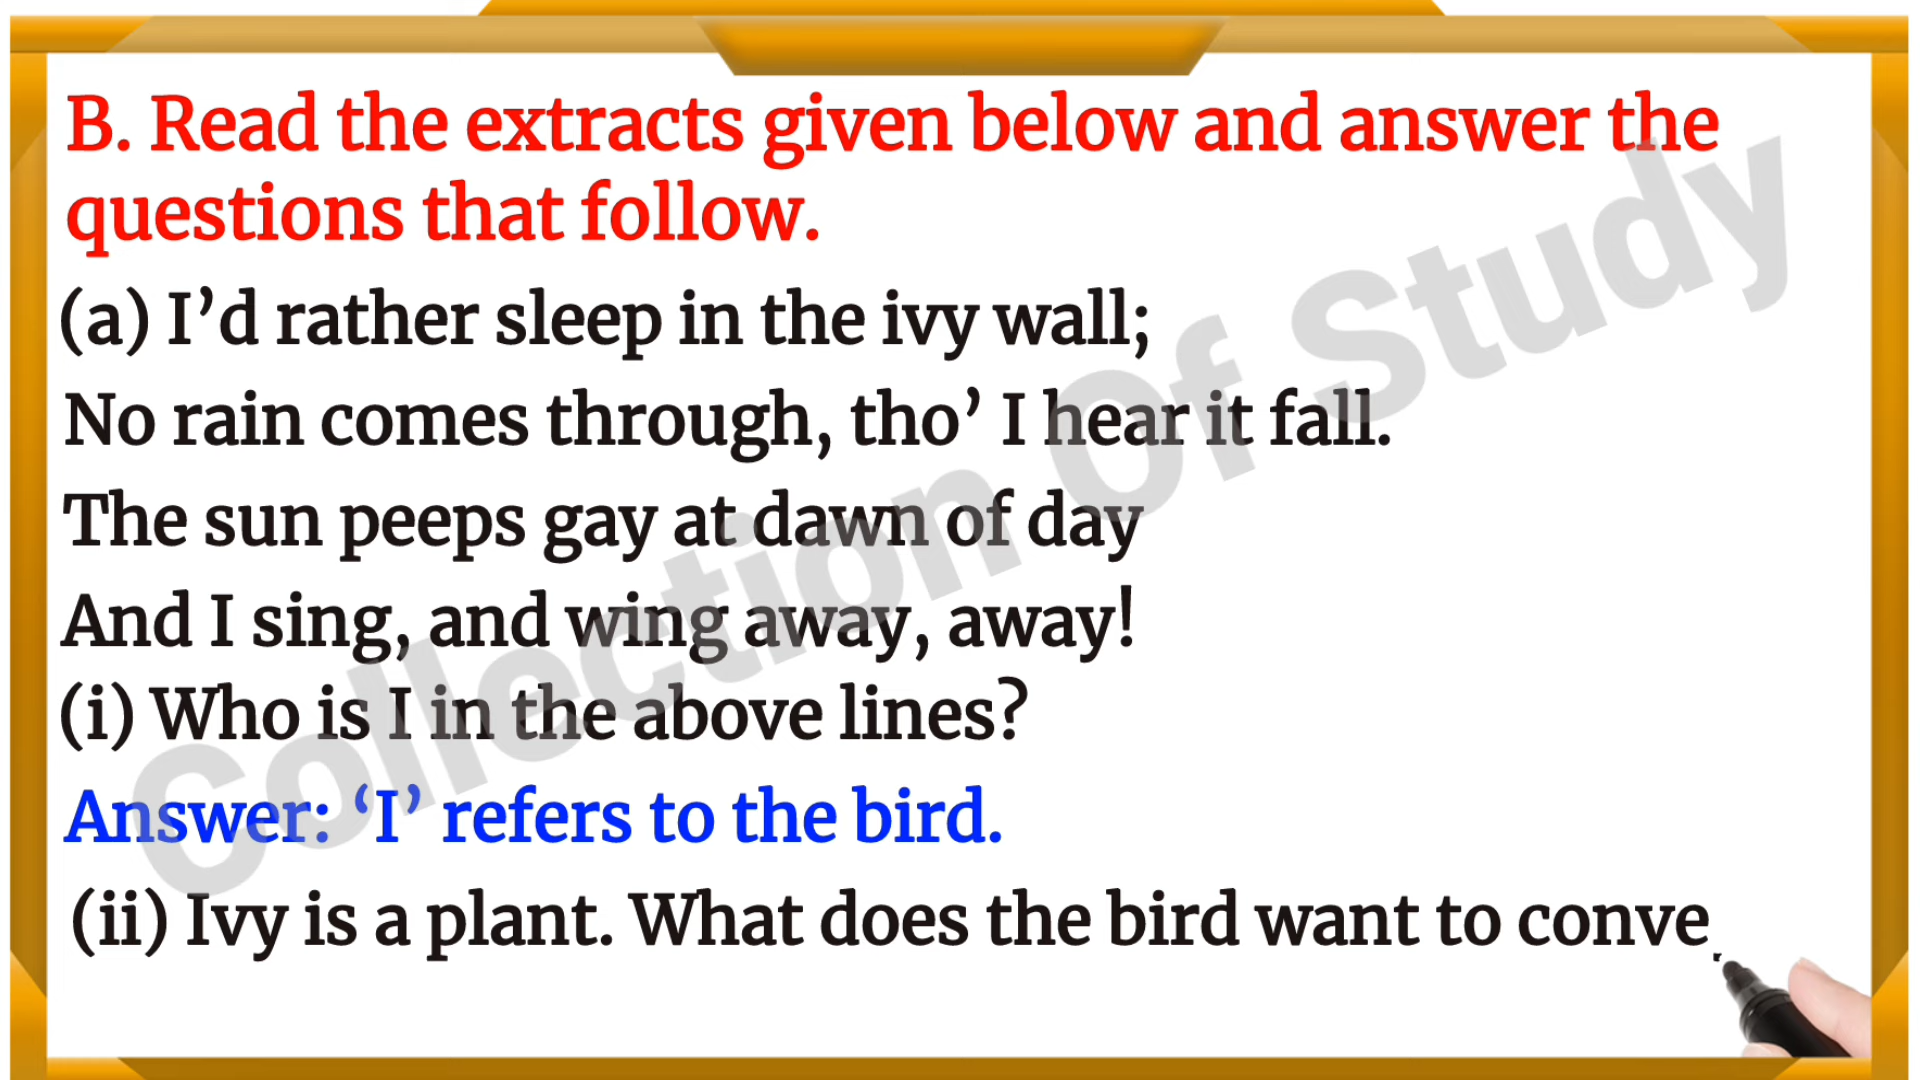 B. Read the extracts given below and answer the
questions that follow.
(a) I’d rather sleep in the ivy wall;
No rain comes through, tho’ I hear it fall.
The sun peeps gay at dawn of day
And I sing, and wing away, away!
(i) Who is I in the above lines?
Answer: ‘I’ refers to the bird.
(ii) Ivy is a plant. What does the bird want to conve
Collection Of Study